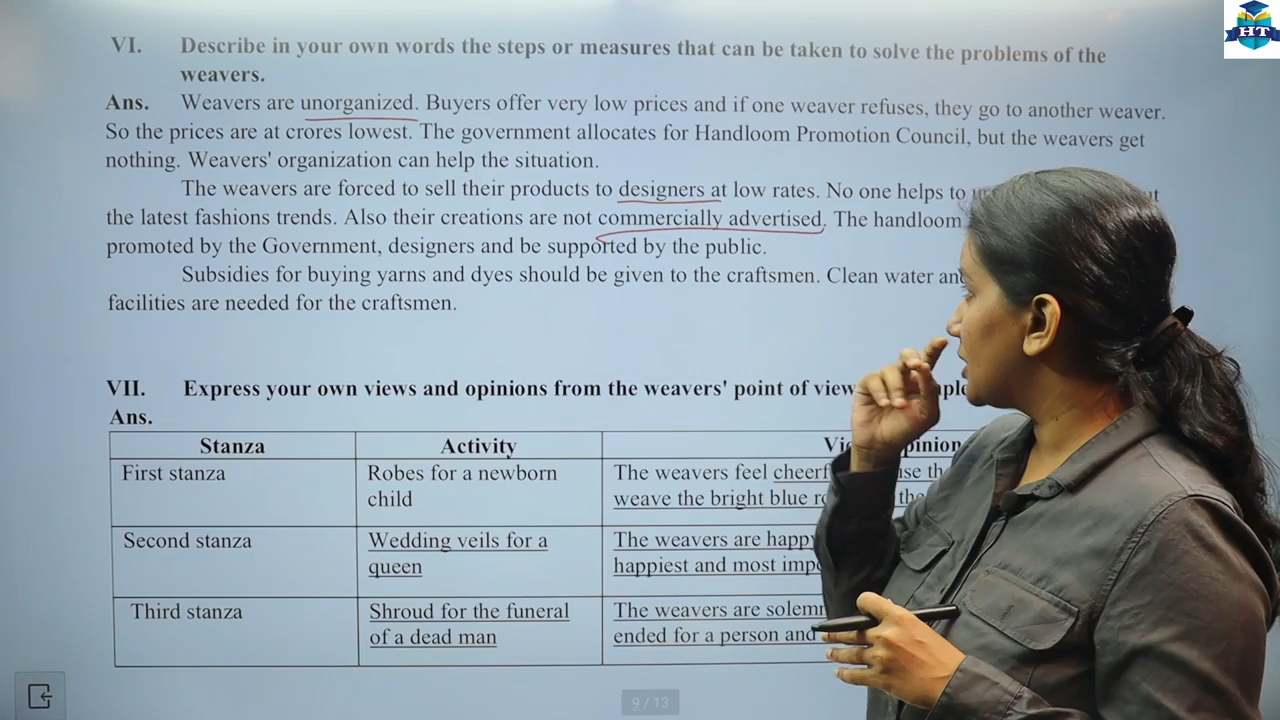 HT
VI. Describe in your own words the steps or measures that can be taken to solve the problems of the
weavers.
Ans. Weavers are unorganized. Buyers offer very low prices and if one weaver refuses, they go to another weaver.
So the prices are at crores lowest. The government allocates for Handloom Promotion Council, but the weavers get
nothing. Weavers' organization can help the situation.
The weavers are forced to sell their products to designers at low rates. No one helps to
the latest fashions trends. Also their creations are not commercially advertised. The handloom
promoted by the Government, designers and be supported by the public.
Subsidies for buying yarns and dyes should be given to the craftsmen. Clean water
facilities are needed for the craftsmen.
VII. Express your own views and opinions from the weavers' point of view
Ans.
Stanza Activity
First stanza Robes for a newborn The weavers feel
child weave the bright blue
Second stanza Wedding veils for a The weavers are
queen happiest and most
Third stanza Shroud for the funeral The weavers are
of a dead man ended for a person and
9 / 13